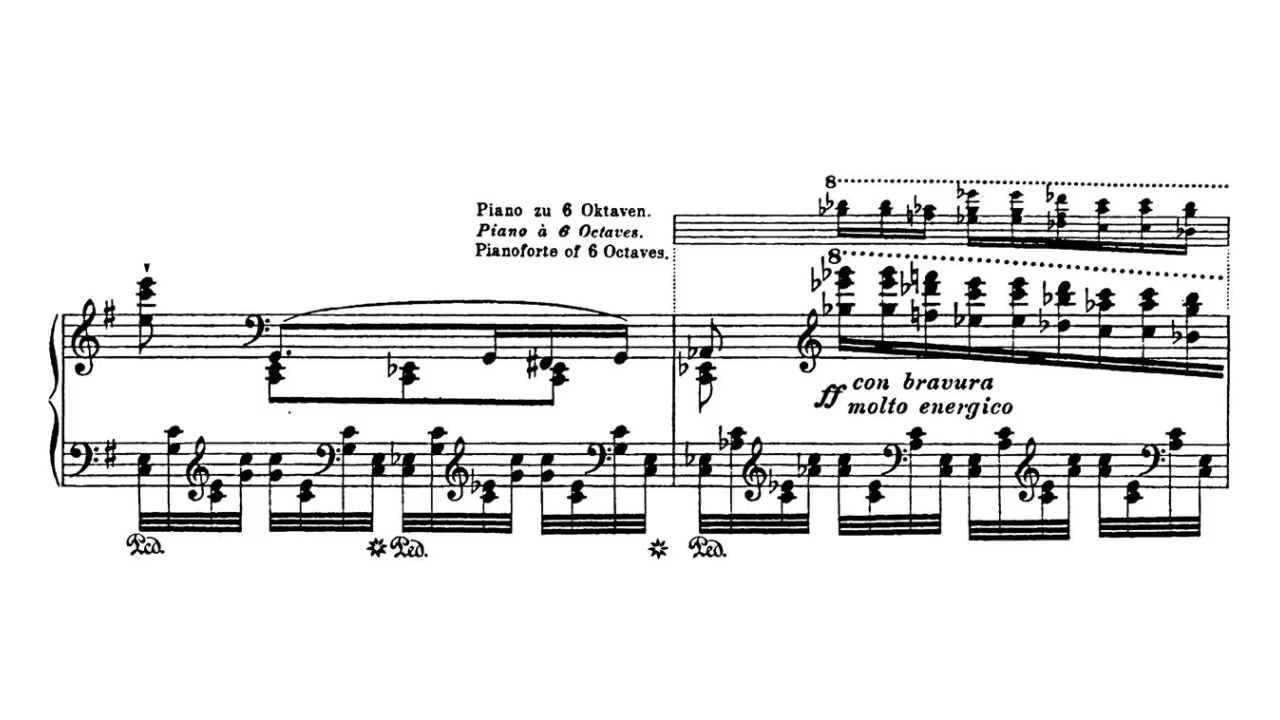 Piano zu 6 Oktaven.
Piano à 6 Octaves.
Pianoforte of 6 Octaves.
8
8
ff con bravura
molto energico
Ped. Ped. Ped.